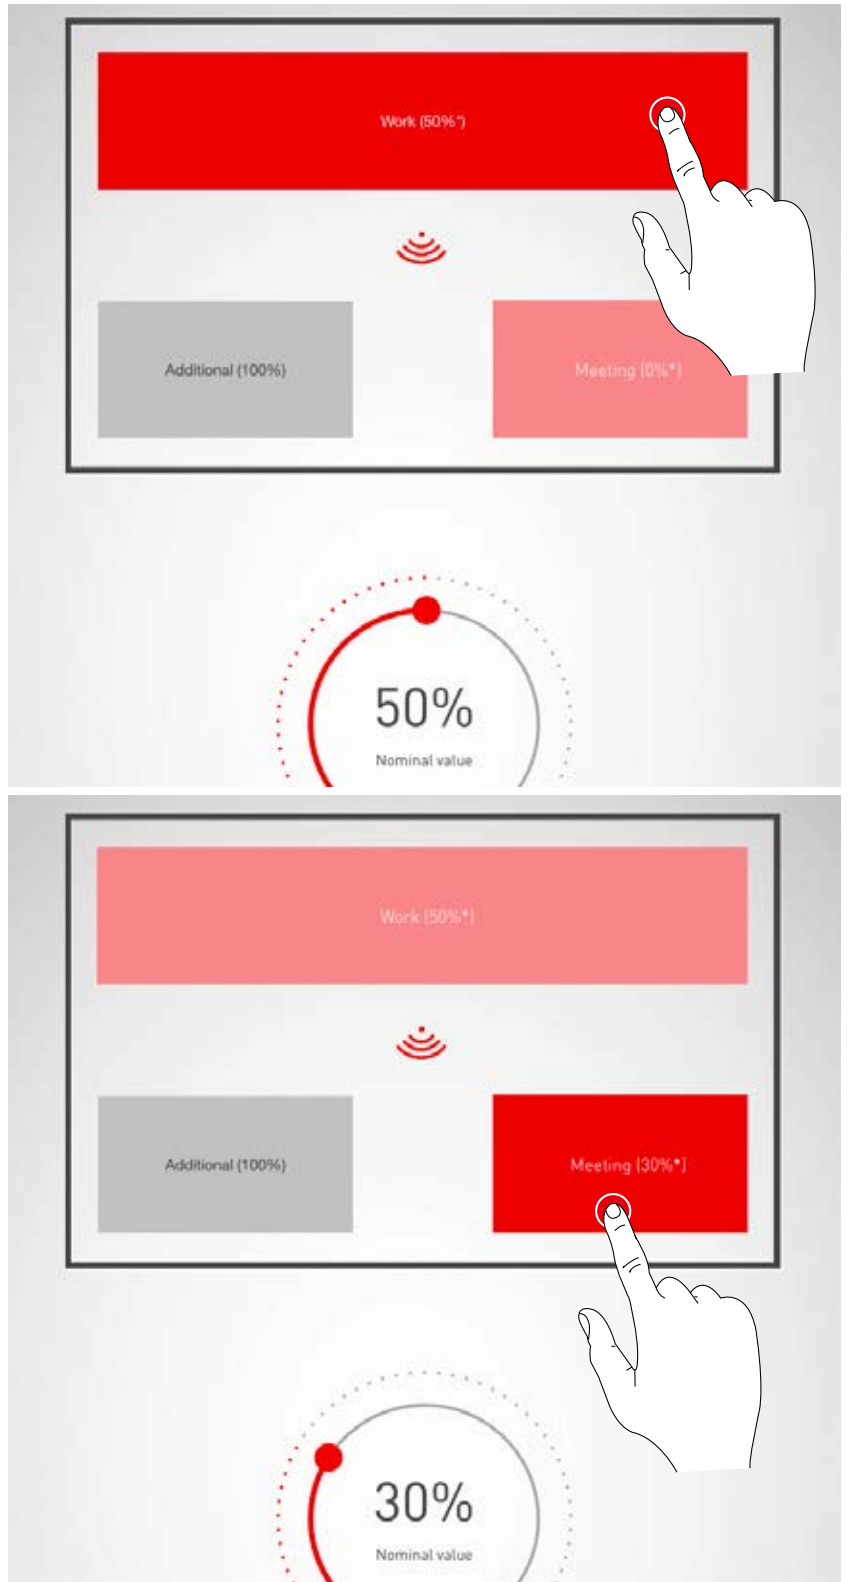 Work (50%*)
Additional (100%)
Meeting (0%*)
50%
Nominal value
Work (50%*)
Additional (100%)
Meeting (30%*)
30%
Nominal value